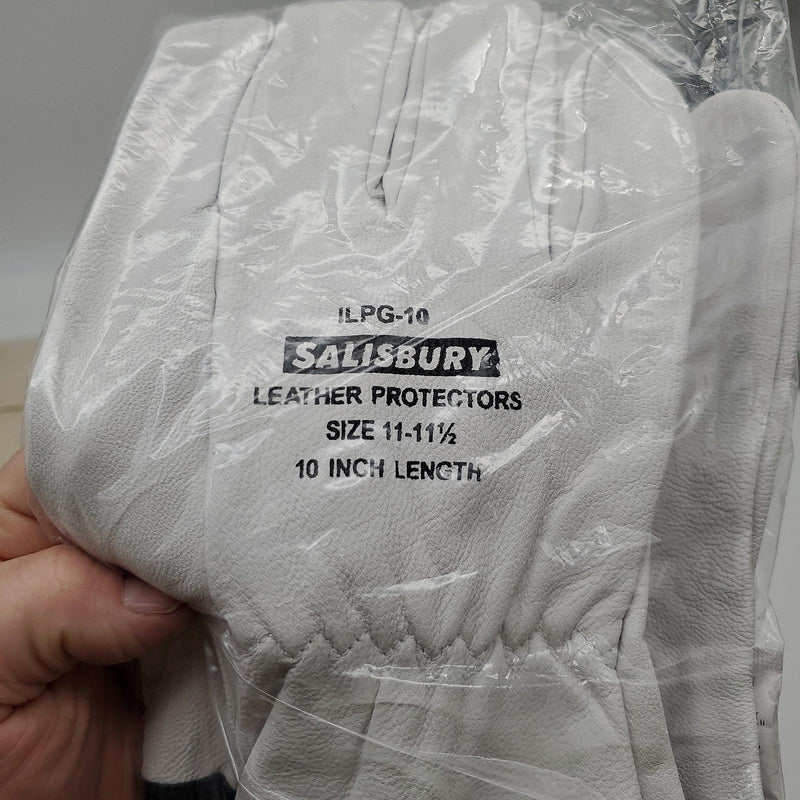 ILPG-10
SALISBURY
LEATHER PROTECTORS
SIZE 11-11½
10 INCH LENGTH